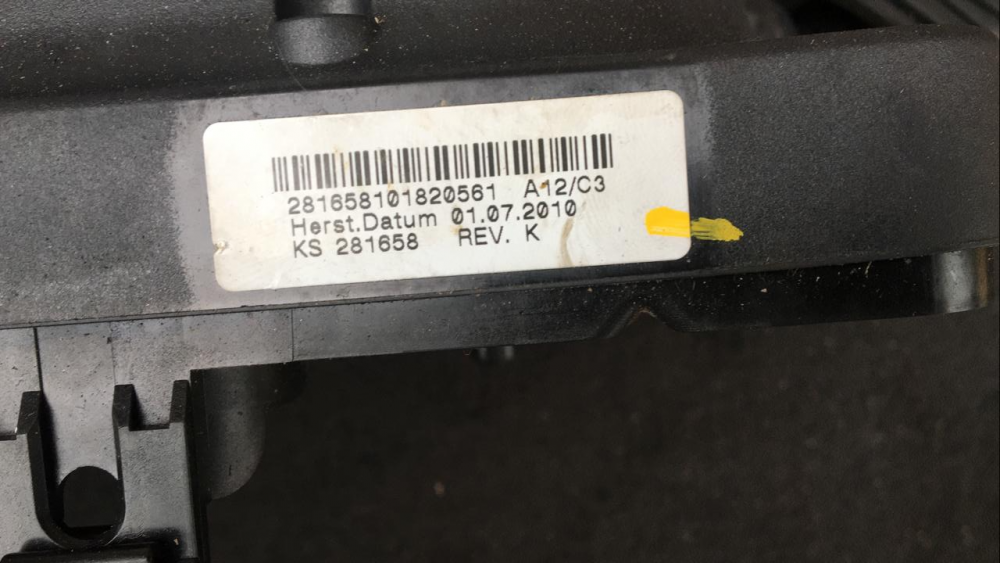 281658101820561 A12/C3
Herst.Datum 01.07.2010
KS 281658 REV. K